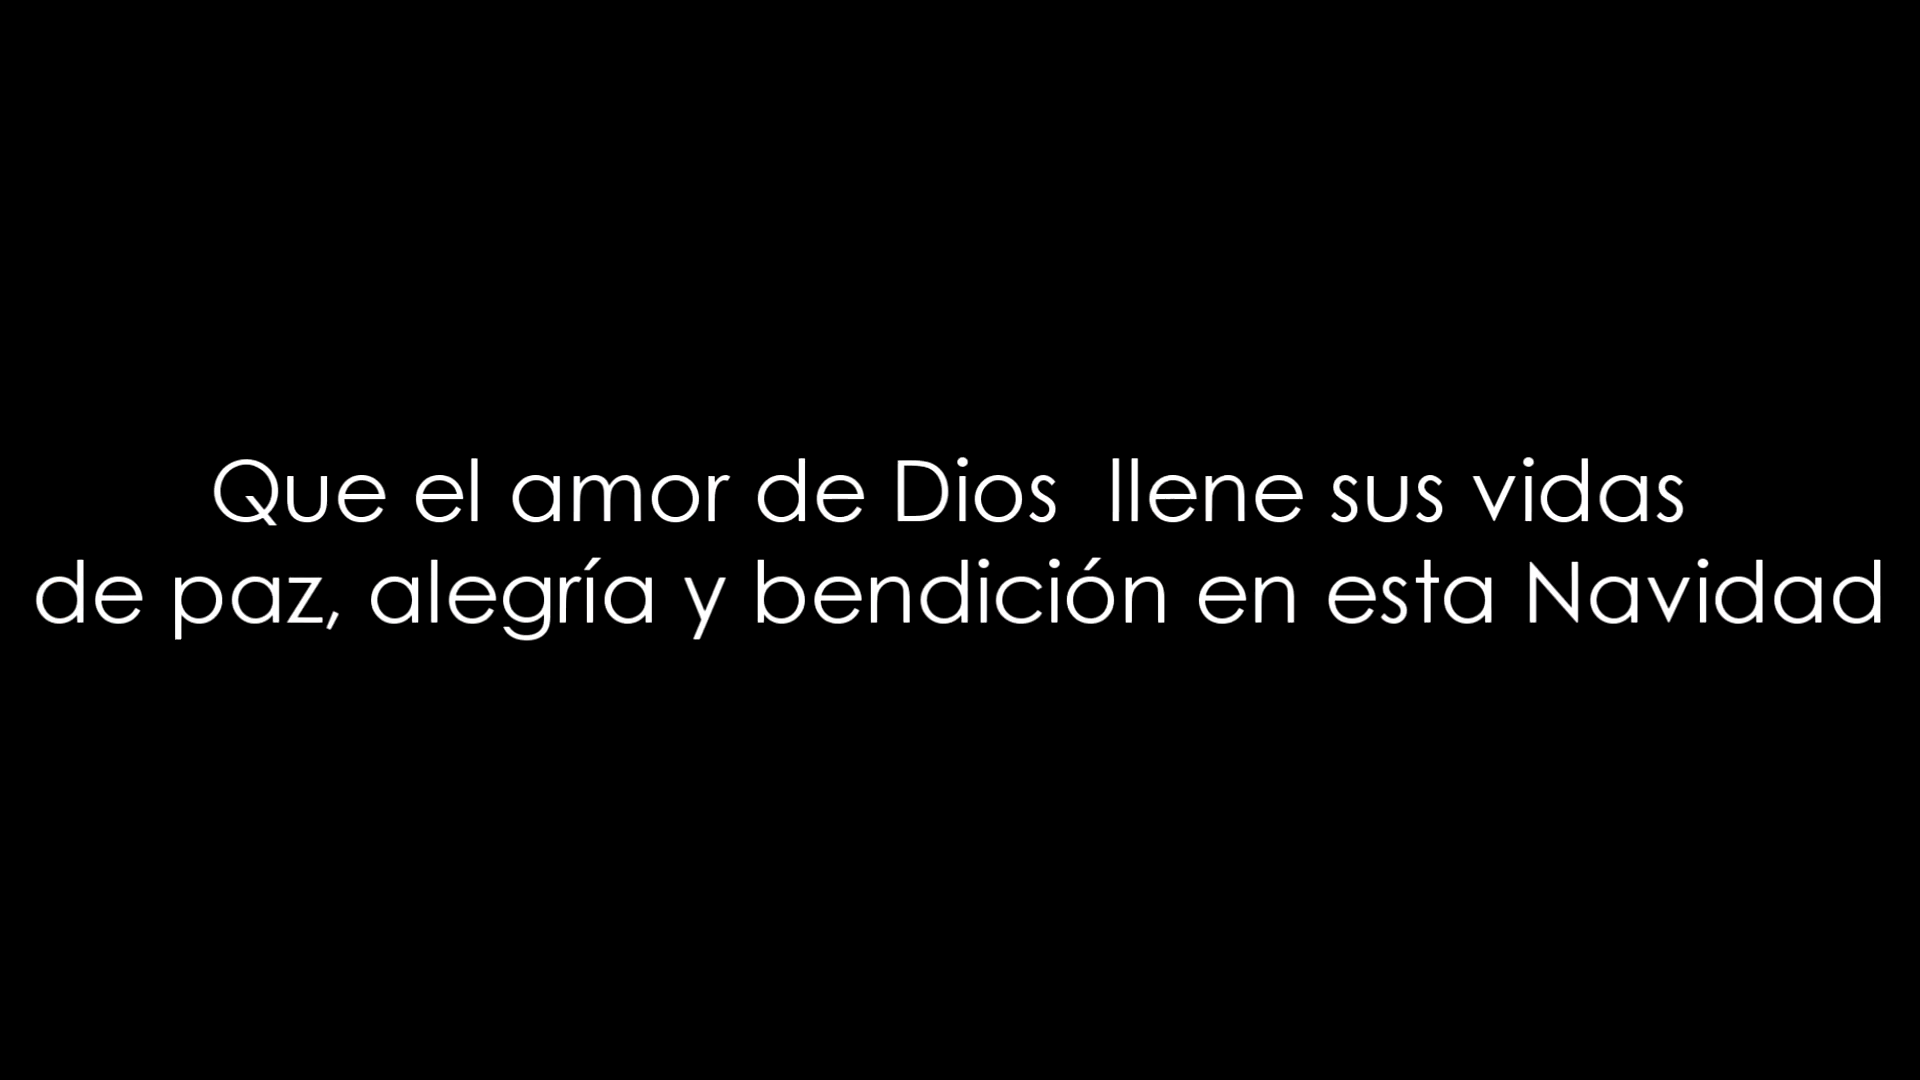 Que el amor de Dios  llene sus vidas
de paz, alegría y bendición en esta Navidad